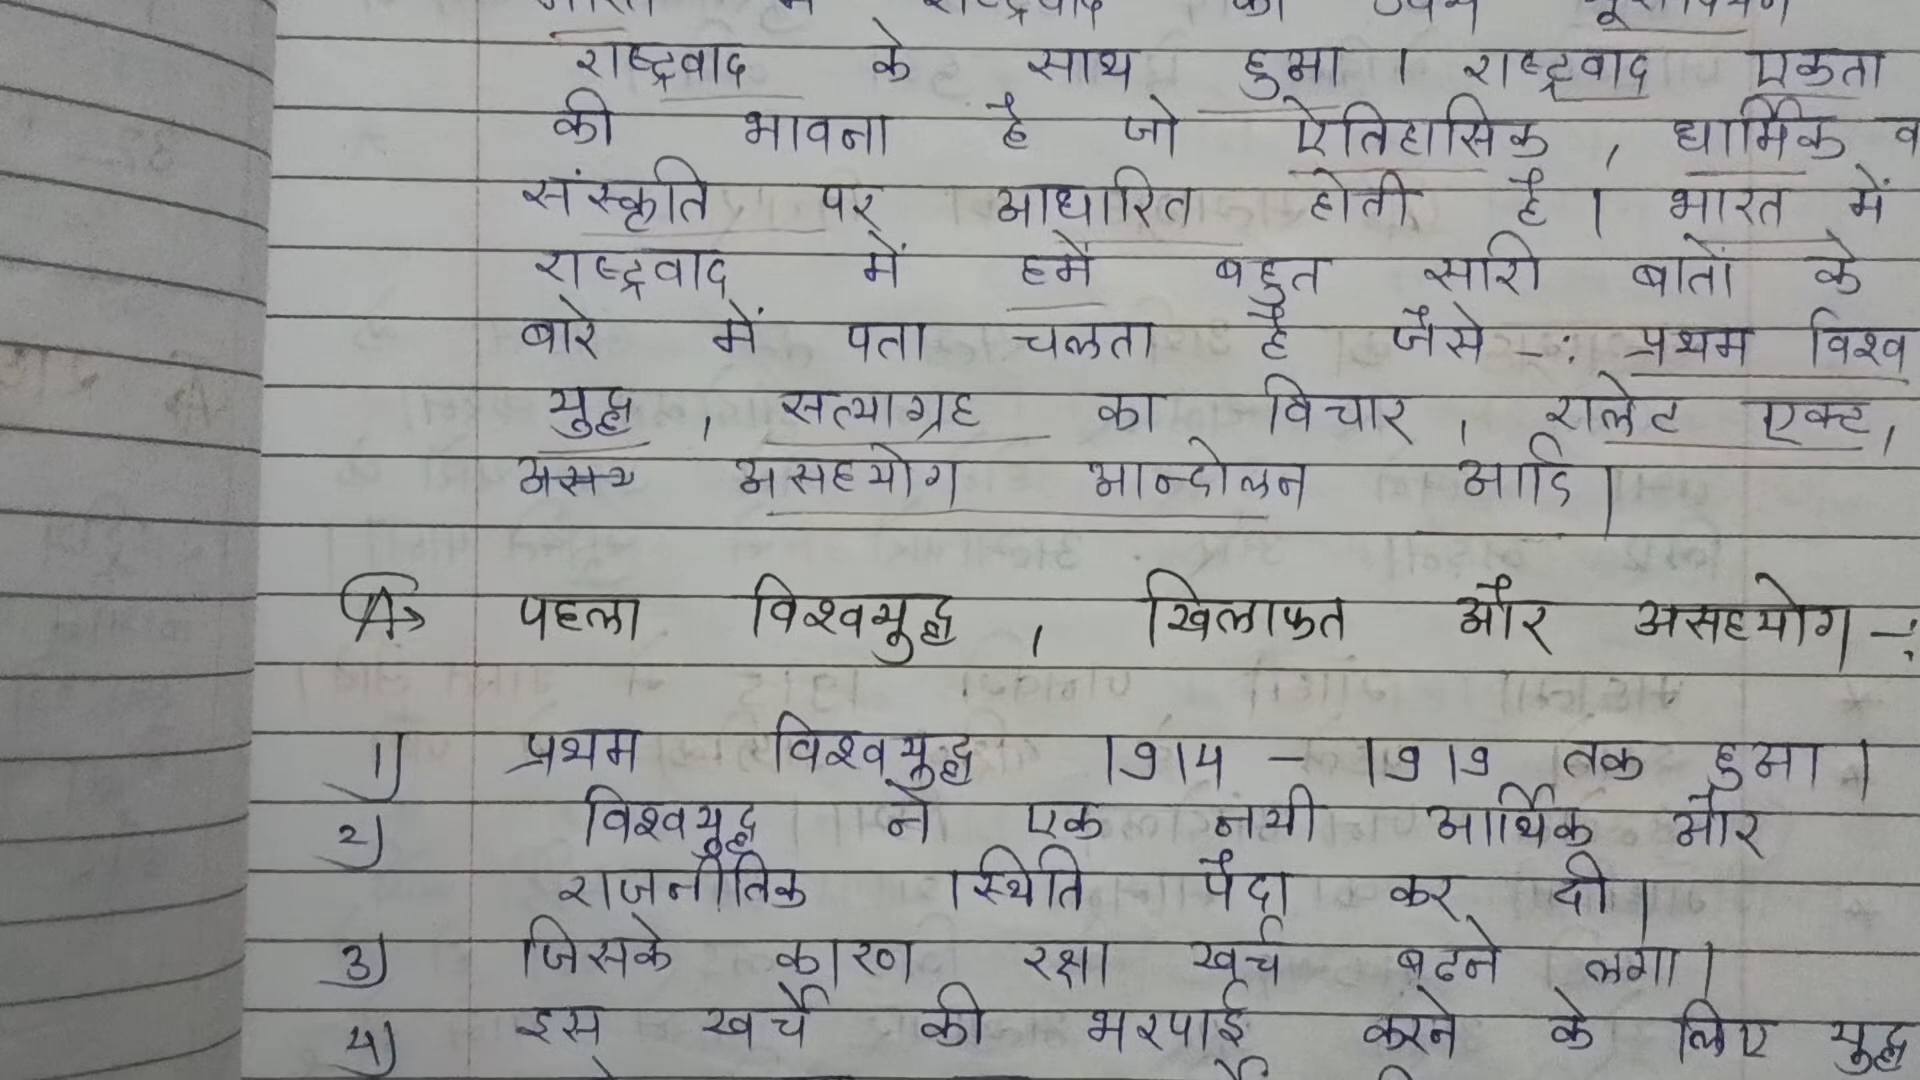 राष्ट्रवाद के साथ हुआ । राष्ट्रवाद एकता
की भावना है जो ऐतिहासिक , धार्मिक व
संस्कृति पर आधारित होती है । भारत में
राष्ट्रवाद में हमें बहुत सारी बातों के
बारे में पता चलता है जैसे -: प्रथम विश्व
युद्ध , सत्याग्रह का विचार , रालेट एक्ट,
असय असहयोग आन्दोलन आदि ।
A→ पहला विश्वयुद्ध , खिलाफत और असहयोग -:
1) प्रथम विश्वयुद्ध 1914 - 1919 तक हुआ ।
2) विश्वयुद्ध ने एक नयी आर्थिक और
राजनीतिक स्थिति पैदा कर दी ।
3) जिसके कारण रक्षा खर्च बढने लगा ।
4) इस खर्चे की भरपाई करने के लिए युद्ध